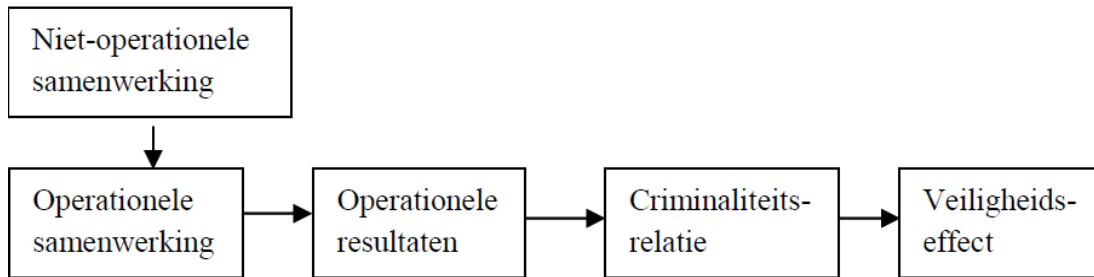 Niet-operationele
samenwerking
Operationele
samenwerking
Operationele
resultaten
Criminaliteits-
relatie
Veiligheids-
effect